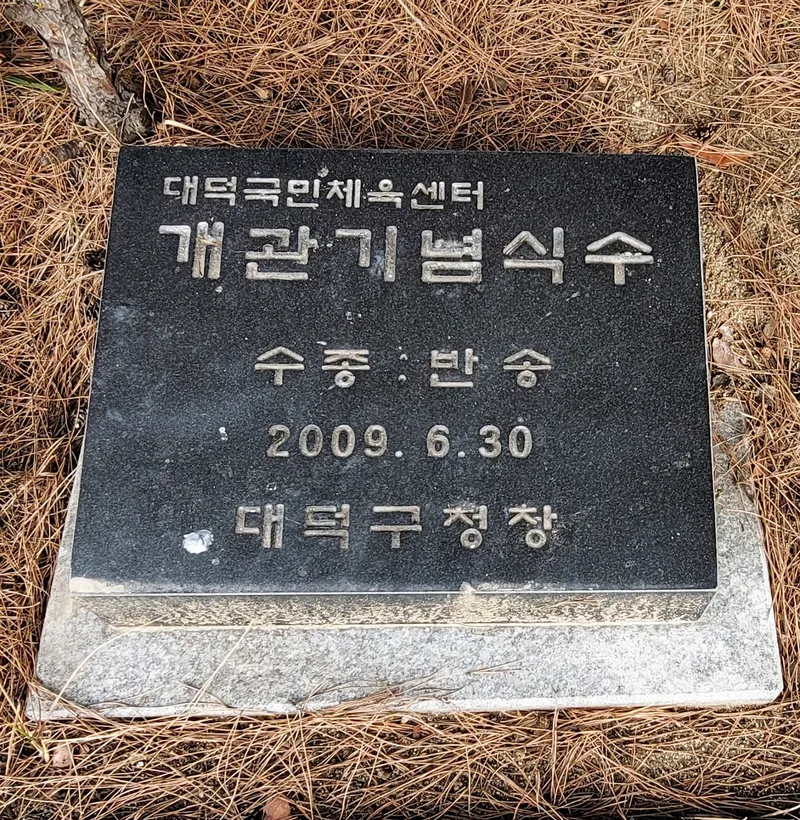 대덕국민체육센터
개관기념식수
수종 : 반송
2009. 6. 30
대덕구청장